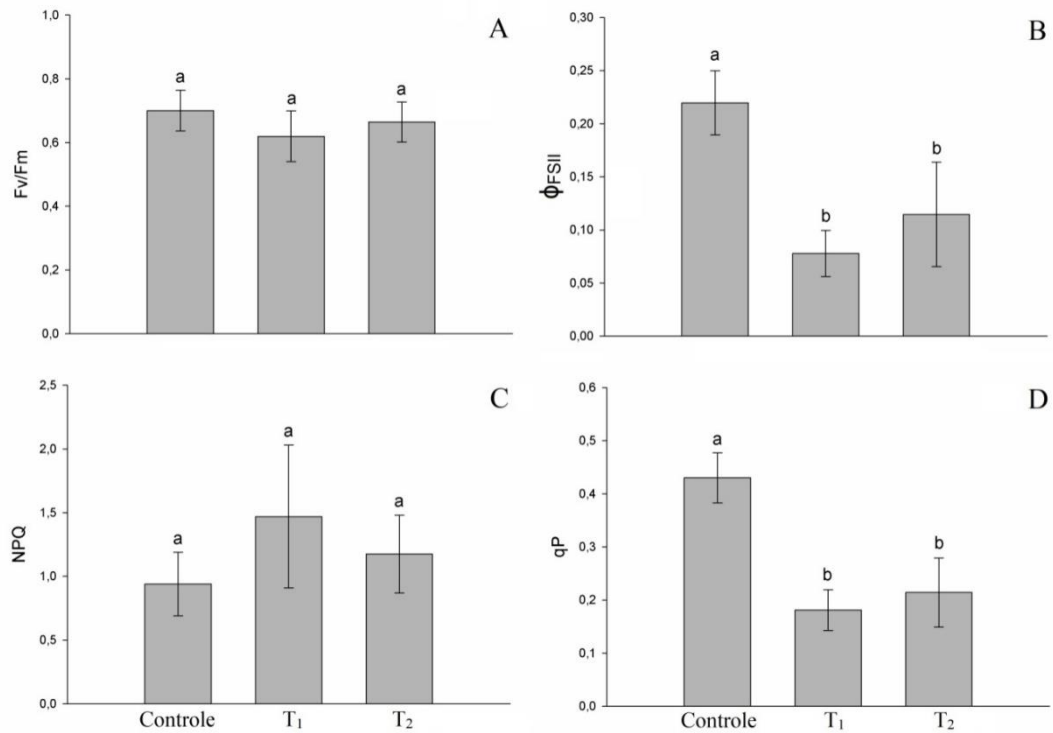 A
Fv/Fm
1,0
0,8
0,6
0,4
0,2
0,0
a
a
a
B
ϕFSII
0,30
0,25
0,20
0,15
0,10
0,05
0,00
a
b
b
C
NPQ
2,5
2,0
1,5
1,0
0,5
0,0
a
a
a
Controle T₁ T₂
D
qP
0,6
0,5
0,4
0,3
0,2
0,1
0,0
a
b
b
Controle T₁ T₂